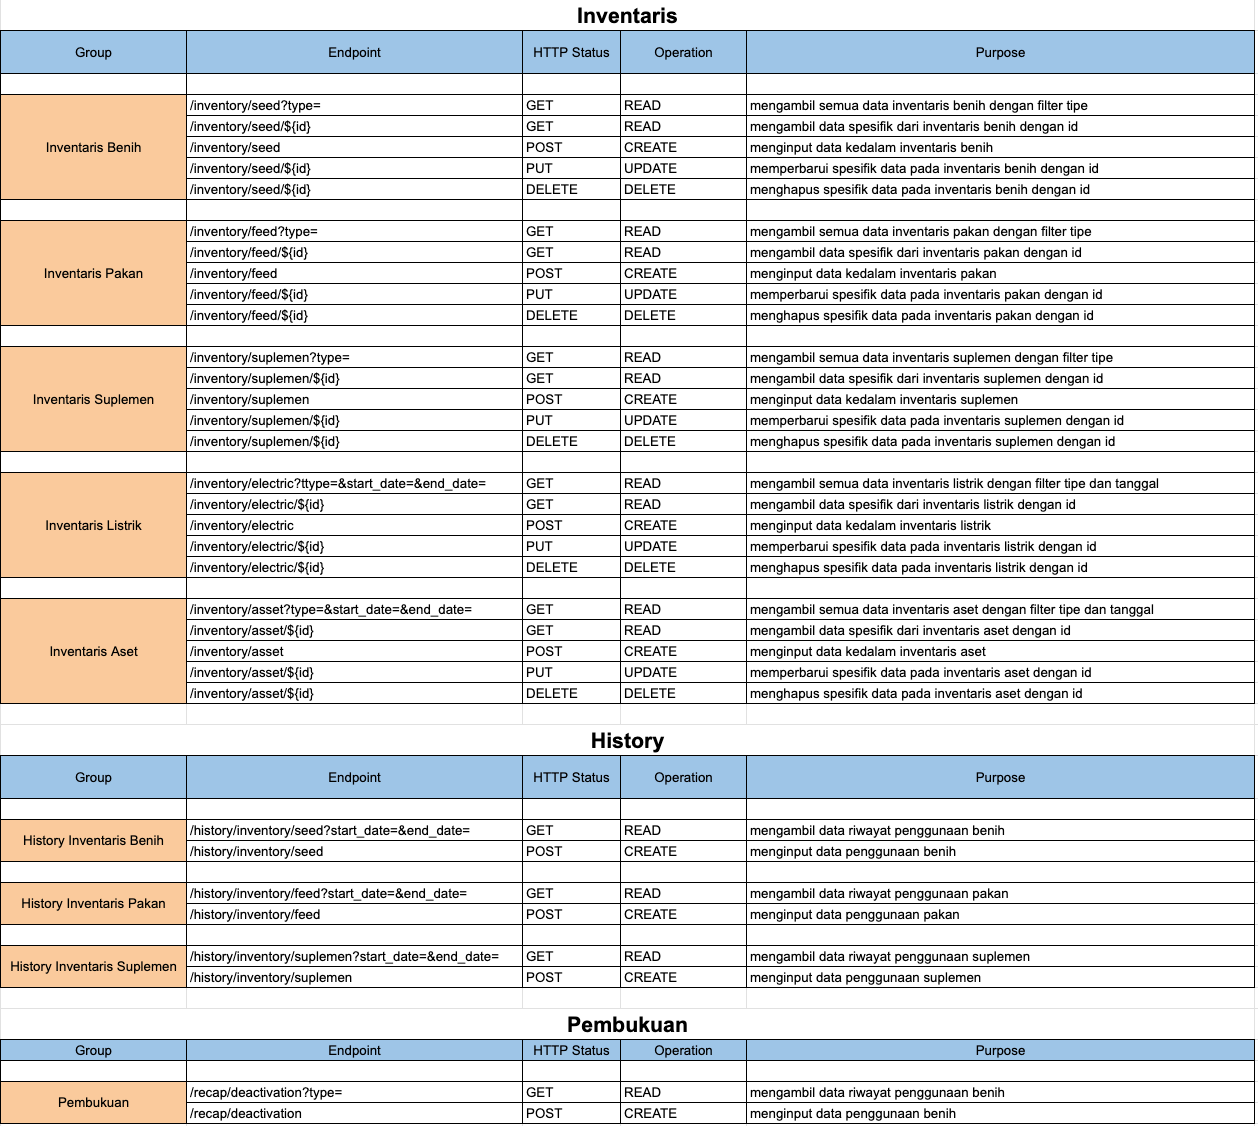 Inventaris
Group Endpoint HTTP Status Operation Purpose
/inventory/seed?type= GET READ mengambil semua data inventaris benih dengan filter tipe
/inventory/seed/${id} GET READ mengambil data spesifik dari inventaris benih dengan id
Inventaris Benih /inventory/seed POST CREATE menginput data kedalam inventaris benih
/inventory/seed/${id} PUT UPDATE memperbarui spesifik data pada inventaris benih dengan id
/inventory/seed/${id} DELETE DELETE menghapus spesifik data pada inventaris benih dengan id
/inventory/feed?type= GET READ mengambil semua data inventaris pakan dengan filter tipe
/inventory/feed/${id} GET READ mengambil data spesifik dari inventaris pakan dengan id
Inventaris Pakan /inventory/feed POST CREATE menginput data kedalam inventaris pakan
/inventory/feed/${id} PUT UPDATE memperbarui spesifik data pada inventaris pakan dengan id
/inventory/feed/${id} DELETE DELETE menghapus spesifik data pada inventaris pakan dengan id
/inventory/suplemen?type= GET READ mengambil semua data inventaris suplemen dengan filter tipe
/inventory/suplemen/${id} GET READ mengambil data spesifik dari inventaris suplemen dengan id
Inventaris Suplemen /inventory/suplemen POST CREATE menginput data kedalam inventaris suplemen
/inventory/suplemen/${id} PUT UPDATE memperbarui spesifik data pada inventaris suplemen dengan id
/inventory/suplemen/${id} DELETE DELETE menghapus spesifik data pada inventaris suplemen dengan id
/inventory/electric?ttype=&start_date=&end_date= GET READ mengambil semua data inventaris listrik dengan filter tipe dan tanggal
/inventory/electric/${id} GET READ mengambil data spesifik dari inventaris listrik dengan id
Inventaris Listrik /inventory/electric POST CREATE menginput data kedalam inventaris listrik
/inventory/electric/${id} PUT UPDATE memperbarui spesifik data pada inventaris listrik dengan id
/inventory/electric/${id} DELETE DELETE menghapus spesifik data pada inventaris listrik dengan id
/inventory/asset?type=&start_date=&end_date= GET READ mengambil semua data inventaris aset dengan filter tipe dan tanggal
/inventory/asset/${id} GET READ mengambil data spesifik dari inventaris aset dengan id
Inventaris Aset /inventory/asset POST CREATE menginput data kedalam inventaris aset
/inventory/asset/${id} PUT UPDATE memperbarui spesifik data pada inventaris aset dengan id
/inventory/asset/${id} DELETE DELETE menghapus spesifik data pada inventaris aset dengan id
History
Group Endpoint HTTP Status Operation Purpose
History Inventaris Benih /history/inventory/seed?start_date=&end_date= GET READ mengambil data riwayat penggunaan benih
/history/inventory/seed POST CREATE menginput data penggunaan benih
History Inventaris Pakan /history/inventory/feed?start_date=&end_date= GET READ mengambil data riwayat penggunaan pakan
/history/inventory/feed POST CREATE menginput data penggunaan pakan
History Inventaris Suplemen /history/inventory/suplemen?start_date=&end_date= GET READ mengambil data riwayat penggunaan suplemen
/history/inventory/suplemen POST CREATE menginput data penggunaan suplemen
Pembukuan
Group Endpoint HTTP Status Operation Purpose
Pembukuan /recap/deactivation?type= GET READ mengambil data riwayat penggunaan benih
/recap/deactivation POST CREATE menginput data penggunaan benih